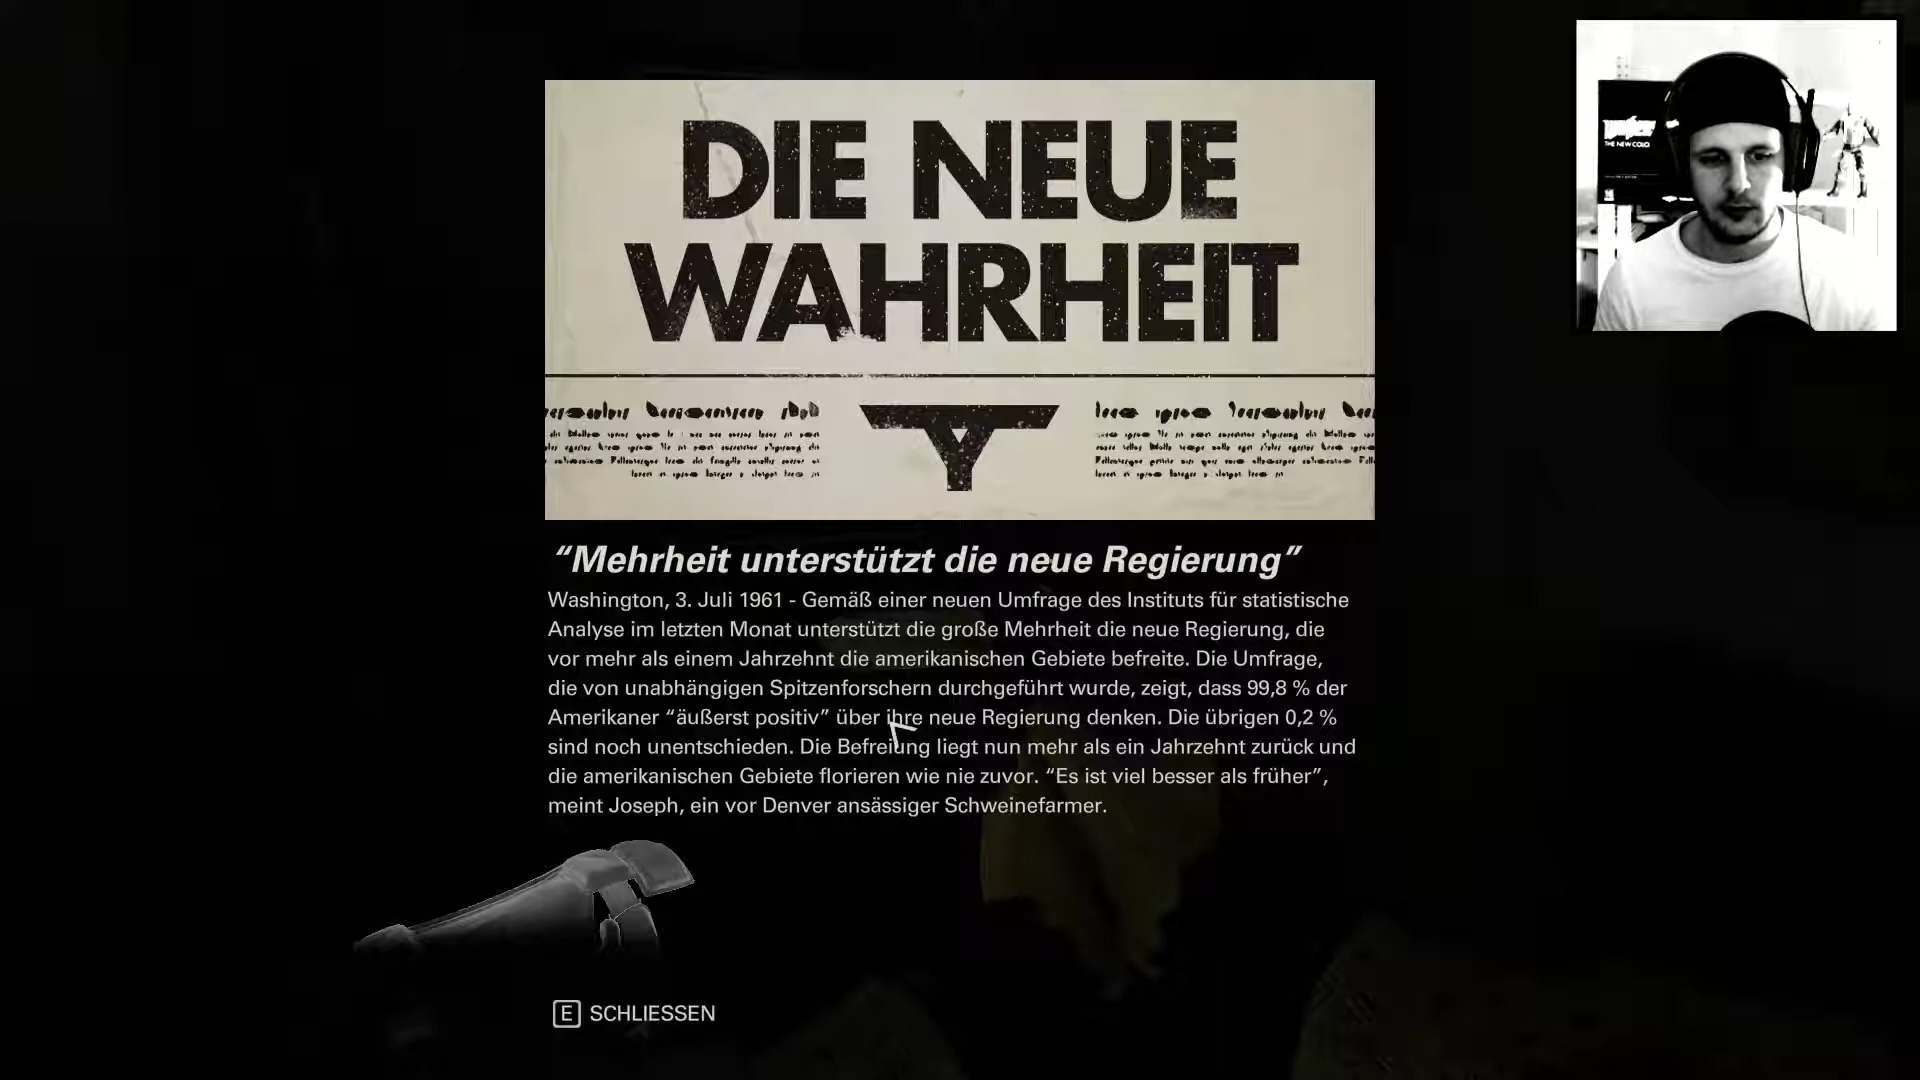 DIE NEUE
WAHRHEIT
“Mehrheit unterstützt die neue Regierung”
Washington, 3. Juli 1961 - Gemäß einer neuen Umfrage des Instituts für statistische
Analyse im letzten Monat unterstützt die große Mehrheit die neue Regierung, die
vor mehr als einem Jahrzehnt die amerikanischen Gebiete befreite. Die Umfrage,
die von unabhängigen Spitzenforschern durchgeführt wurde, zeigt, dass 99,8 % der
Amerikaner “äußerst positiv” über ihre neue Regierung denken. Die übrigen 0,2 %
sind noch unentschieden. Die Befreiung liegt nun mehr als ein Jahrzehnt zurück und
die amerikanischen Gebiete florieren wie nie zuvor. “Es ist viel besser als früher”,
meint Joseph, ein vor Denver ansässiger Schweinefarmer.
E SCHLIESSEN
THE NEW COLO